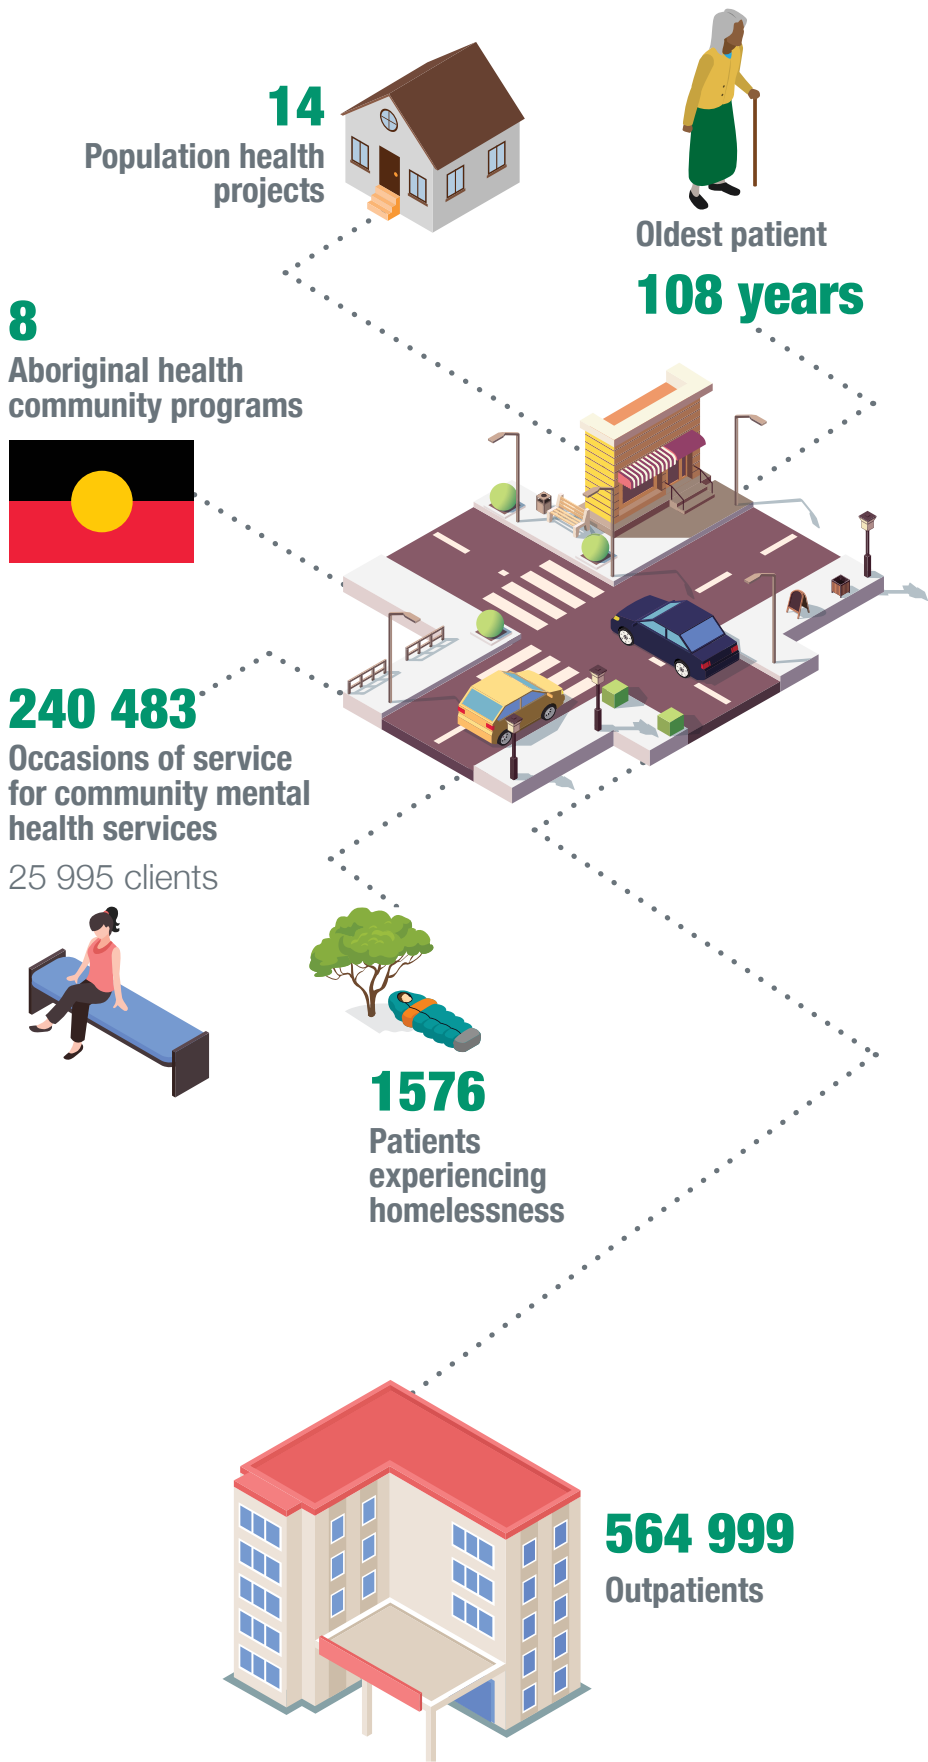 14
Population health
projects
Oldest patient
108 years
8
Aboriginal health
community programs
240 483
Occasions of service
for community mental
health services
25 995 clients
1576
Patients
experiencing
homelessness
564 999
Outpatients